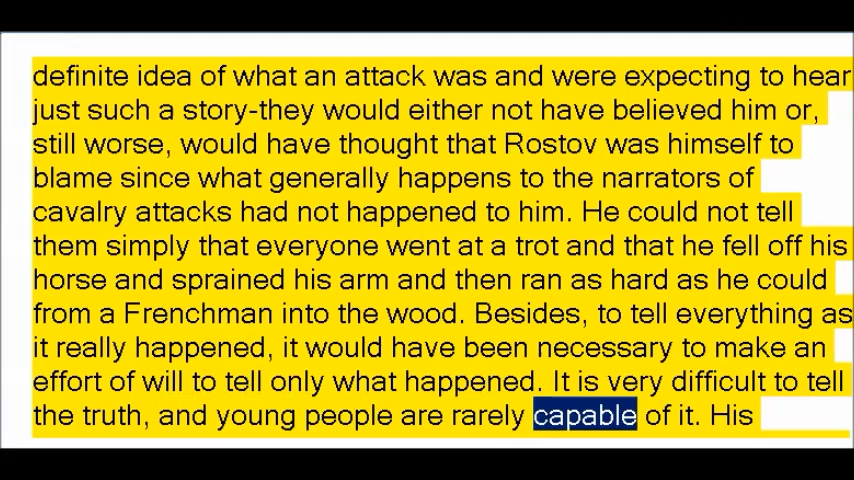 definite idea of what an attack was and were expecting to hear
just such a story-they would either not have believed him or,
still worse, would have thought that Rostov was himself to
blame since what generally happens to the narrators of
cavalry attacks had not happened to him. He could not tell
them simply that everyone went at a trot and that he fell off his
horse and sprained his arm and then ran as hard as he could
from a Frenchman into the wood. Besides, to tell everything as
it really happened, it would have been necessary to make an
effort of will to tell only what happened. It is very difficult to tell
the truth, and young people are rarely capable of it. His